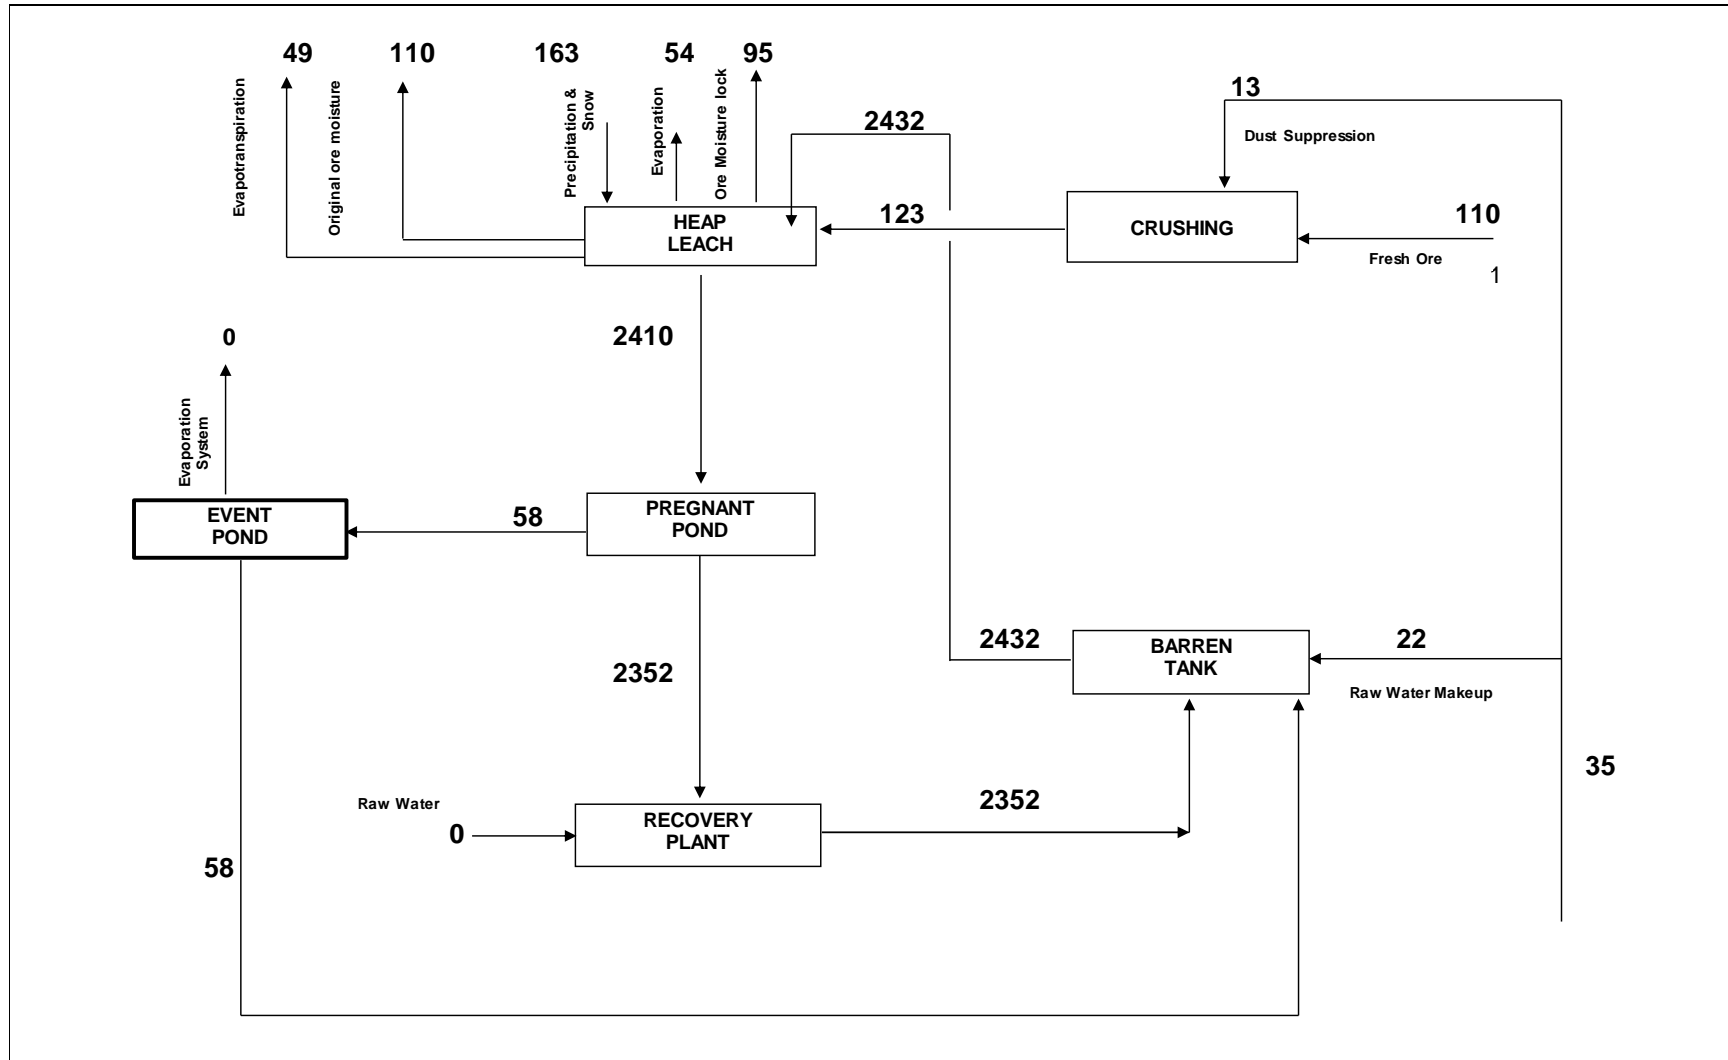 49
110
163
54
95
Evapotranspiration
Original ore moisture
Precipitation &
Snow
Evaporation
Ore Moisture lock
13
2432
Dust Suppression
HEAP
LEACH
123
CRUSHING
110
Fresh Ore
1
2410
0
Evaporation
System
EVENT
POND
58
PREGNANT
POND
2352
2432
BARREN
TANK
22
Raw Water Makeup
35
Raw Water
0
RECOVERY
PLANT
2352
58